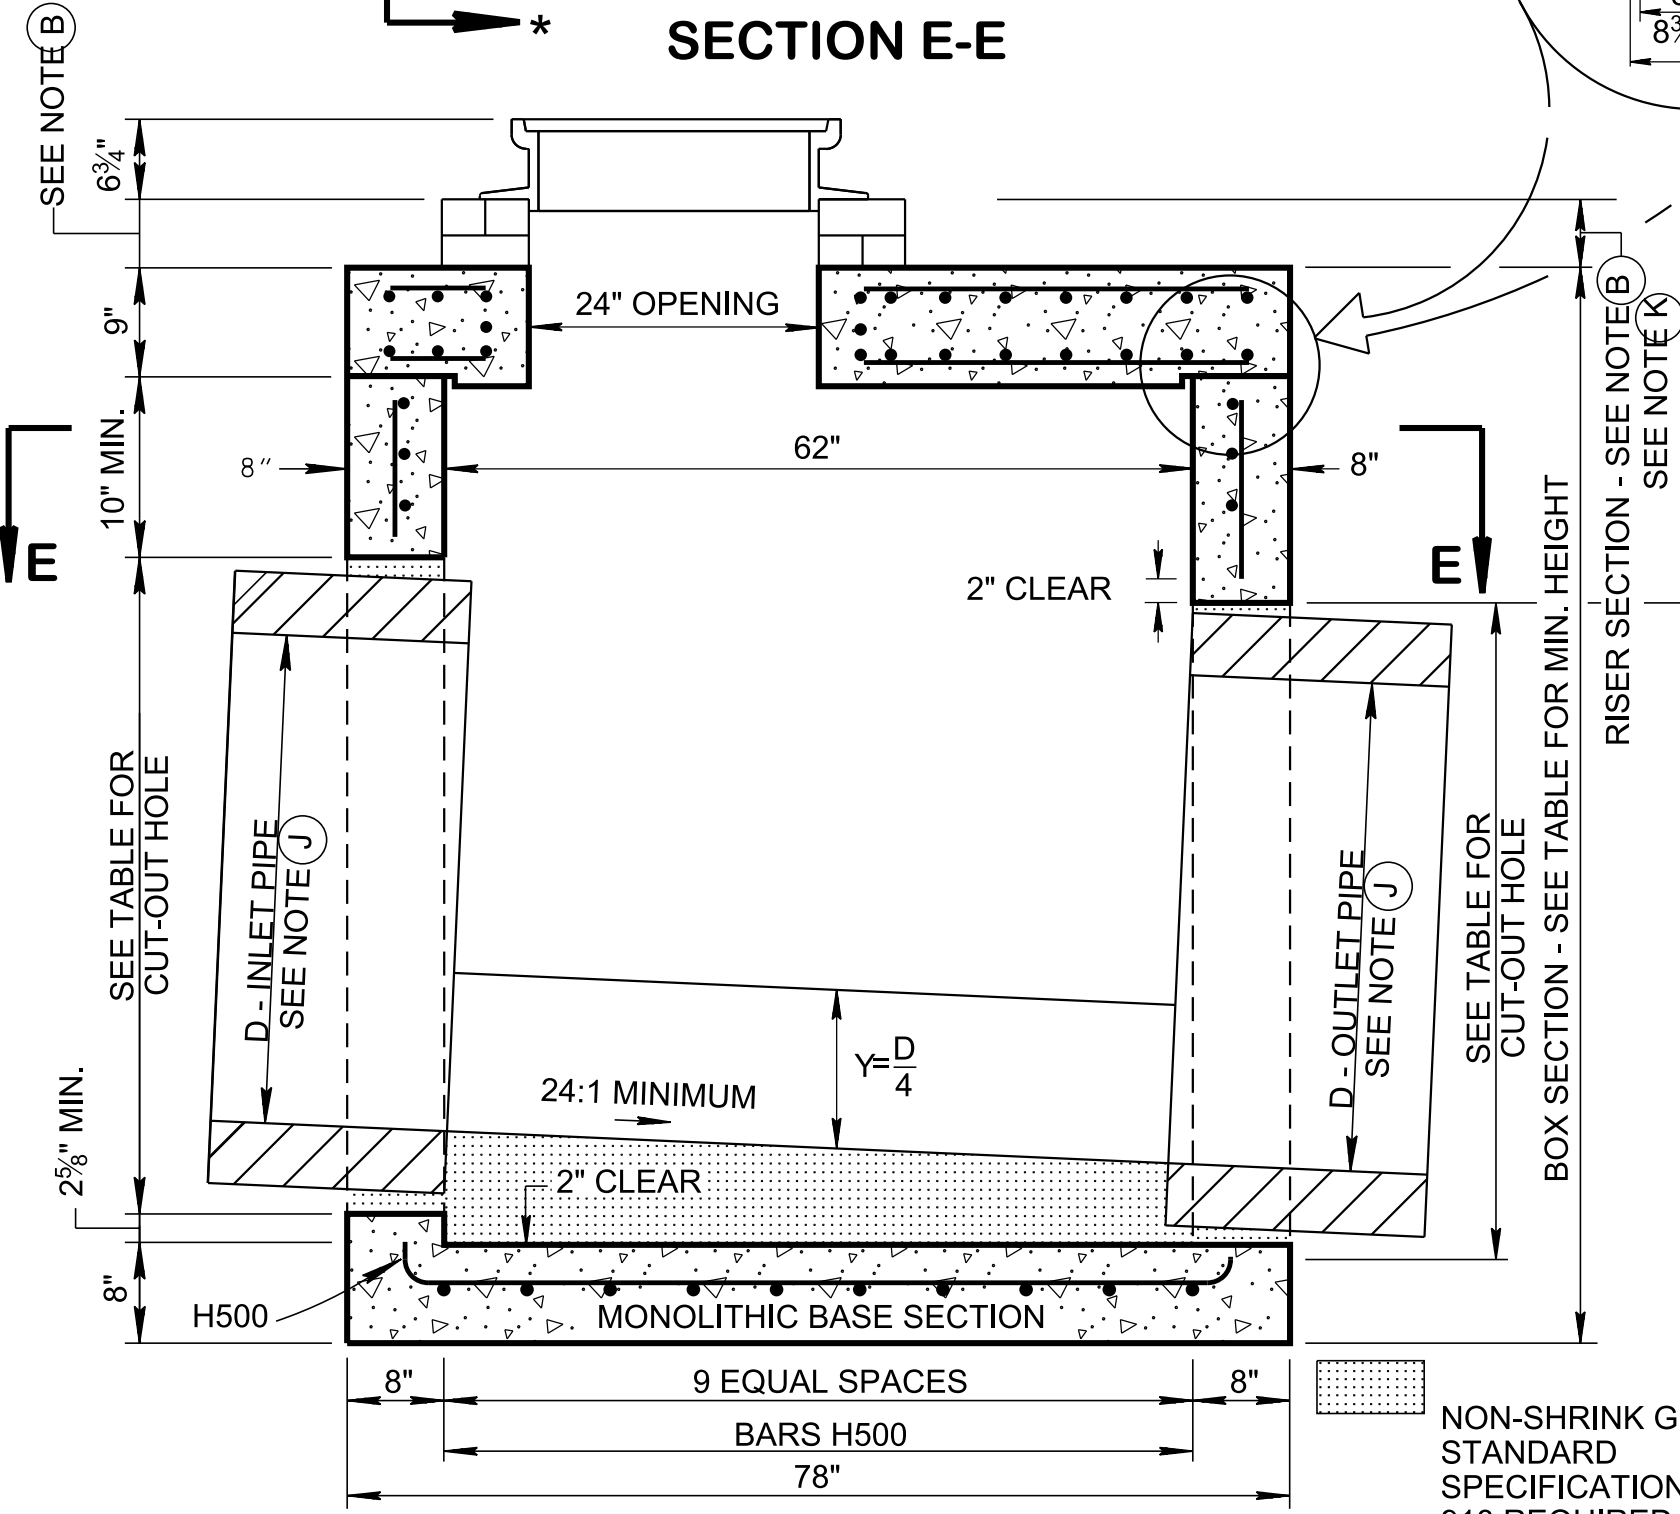 *
SECTION E-E
SEE NOTE B
6¾"
9"
10" MIN.
24" OPENING
62"
8"
8"
E
E
2" CLEAR
SEE TABLE FOR
CUT-OUT HOLE
D - INLET PIPE
SEE NOTE J
2⅝" MIN.
8"
24:1 MINIMUM
Y=D/4
2" CLEAR
D - OUTLET PIPE
SEE NOTE J
SEE TABLE FOR
CUT-OUT HOLE
BOX SECTION - SEE TABLE FOR MIN. HEIGHT
RISER SECTION - SEE NOTE B
SEE NOTE K
H500
MONOLITHIC BASE SECTION
8"
9 EQUAL SPACES
8"
BARS H500
78"
NON-SHRINK G
STANDARD
SPECIFICATION